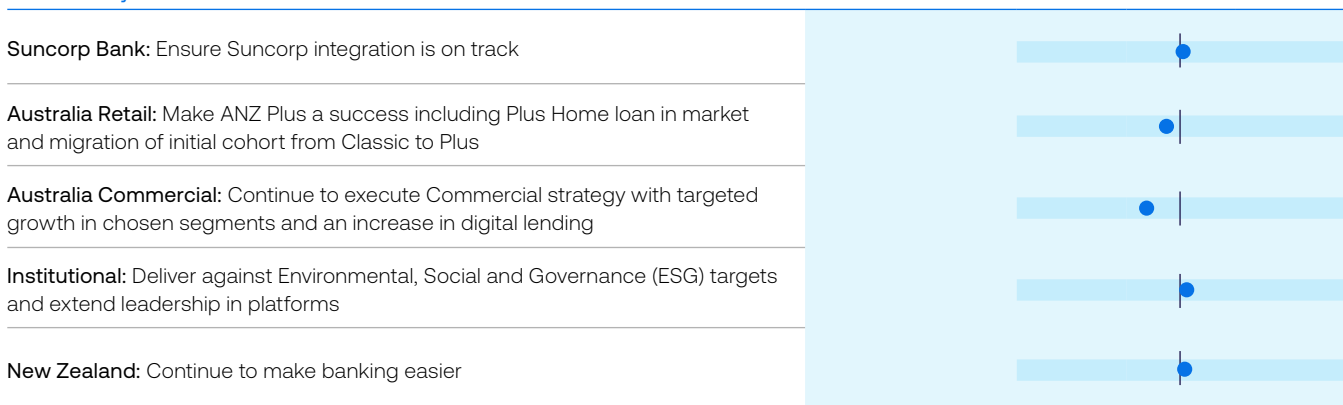 Suncorp Bank: Ensure Suncorp integration is on track
Australia Retail: Make ANZ Plus a success including Plus Home loan in market
and migration of initial cohort from Classic to Plus
Australia Commercial: Continue to execute Commercial strategy with targeted
growth in chosen segments and an increase in digital lending
Institutional: Deliver against Environmental, Social and Governance (ESG) targets
and extend leadership in platforms
New Zealand: Continue to make banking easier